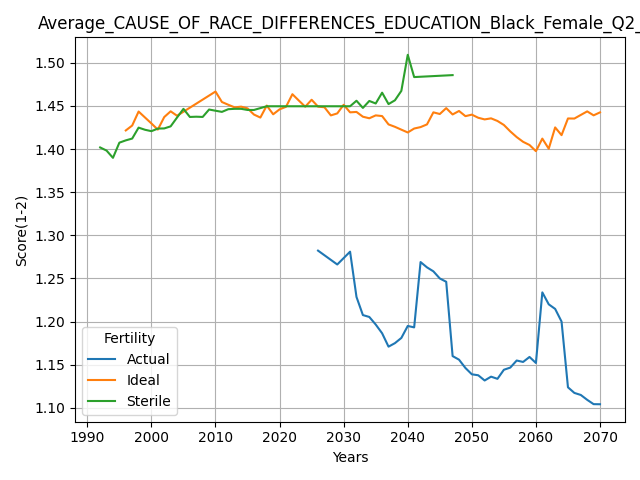 Average_CAUSE_OF_RACE_DIFFERENCES_EDUCATION_Black_Female_Q2_
1.50
1.45
1.40
1.35
1.30
1.25
1.20
1.15
1.10
Score(1-2)
Fertility
Actual
Ideal
Sterile
1990 2000 2010 2020 2030 2040 2050 2060 2070
Years